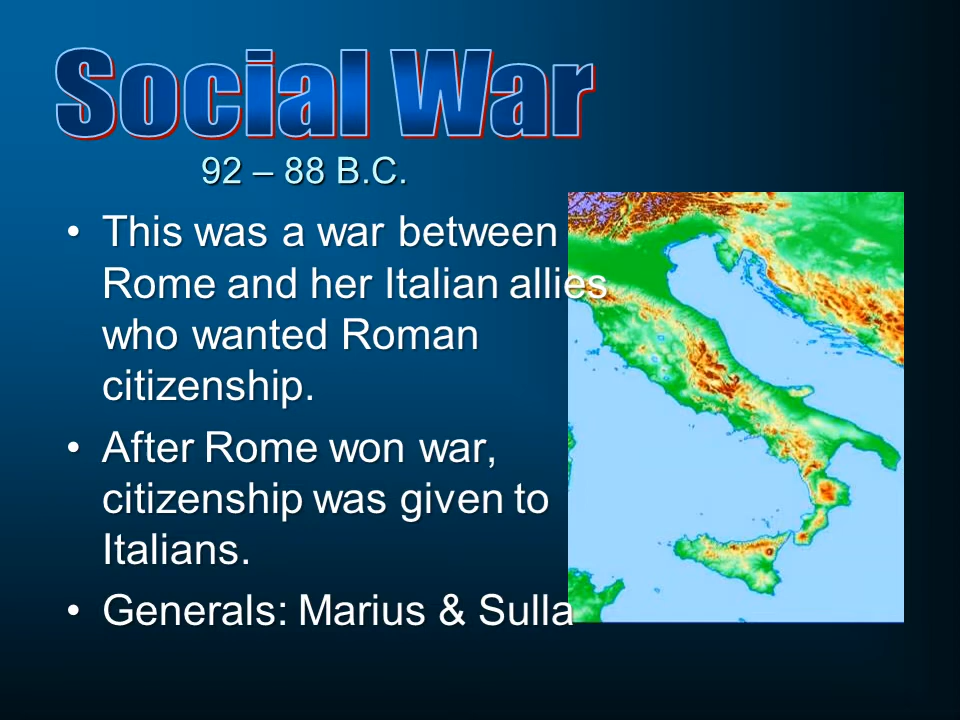 Social War
92 – 88 B.C.
• This was a war between
Rome and her Italian allies
who wanted Roman
citizenship.
• After Rome won war,
citizenship was given to
Italians.
• Generals: Marius & Sulla